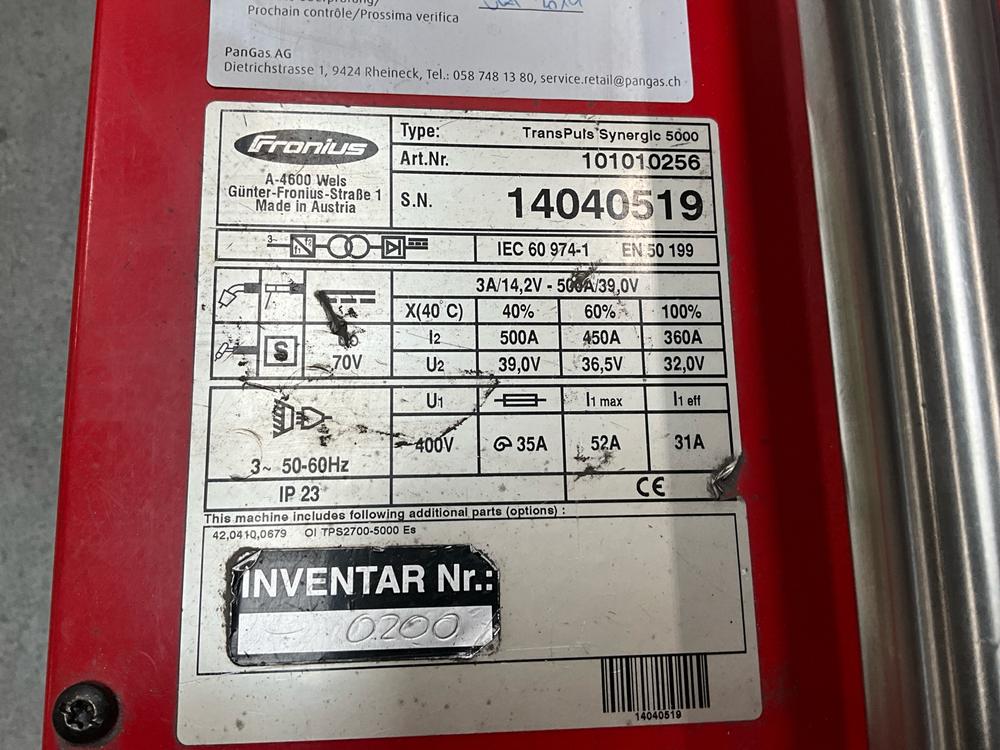 Prochain contrôle/Prossima verifica
PanGas AG
Dietrichstrasse 1, 9424 Rheineck, Tel.: 058 748 13 80, service.retail@pangas.ch
Fronius
A-4600 Wels
Günter-Fronius-Straße 1
Made in Austria
Type: TransPuls Synergic 5000
Art.Nr. 101010256
S.N. 14040519
3~ f1 f2
IEC 60 974-1 EN 50 199
3A/14,2V - 500A/39,0V
X(40°C) 40% 60% 100%
I2 500A 450A 360A
S
70V
U2 39,0V 36,5V 32,0V
U1 I1 max I1 eff
400V 35A 52A 31A
3~ 50-60Hz
IP 23 CE
This machine includes following additional parts (options) :
42,0410,0679 OI TPS2700-5000 Es
INVENTAR Nr.:
0200
14040519